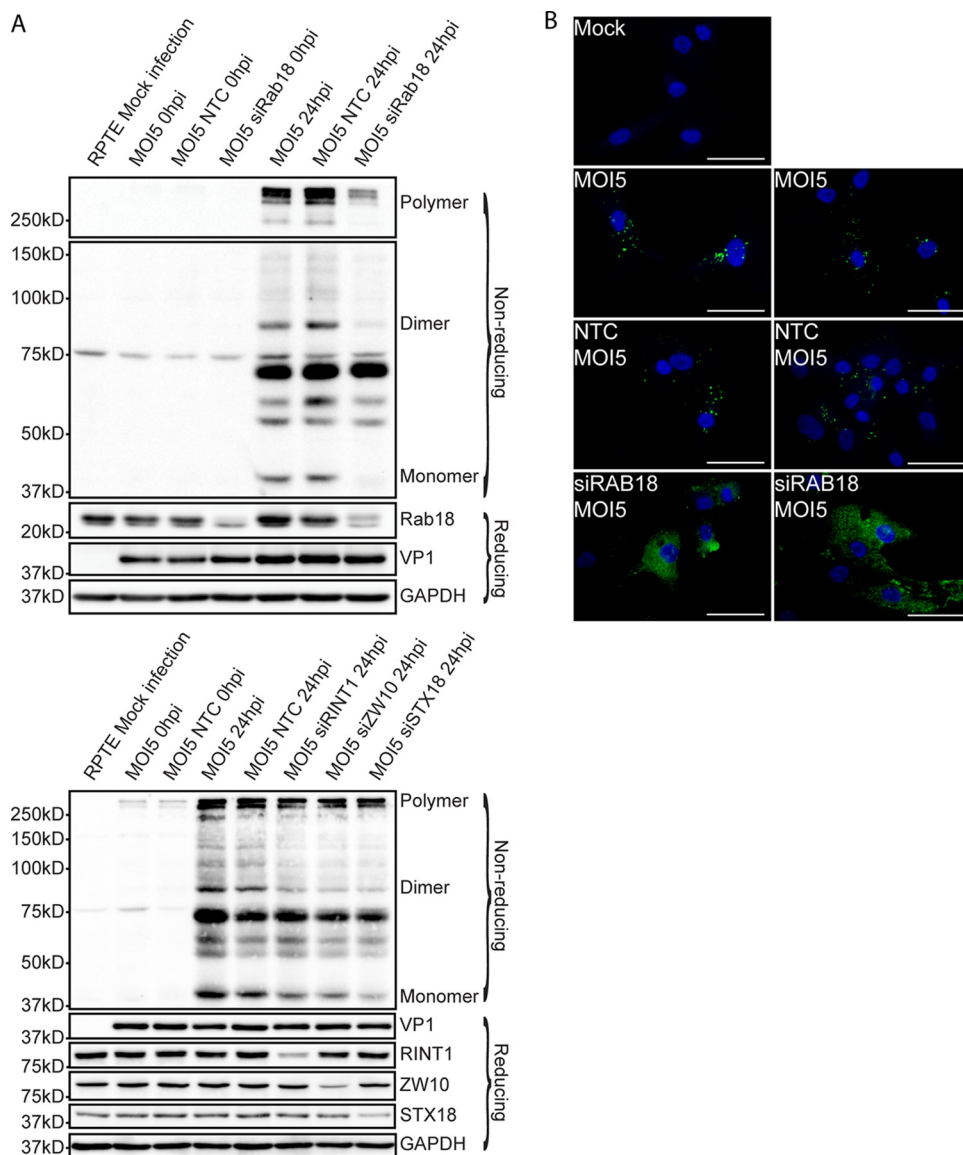 A
RPTE Mock infection
MOI5 0hpi
MOI5 NTC 0hpi
MOI5 siRab18 0hpi
MOI5 24hpi
MOI5 NTC 24hpi
MOI5 siRab18 24hpi
250kD
Polymer
150kD
100kD
Dimer
75kD
50kD
Monomer
37kD
Non-reducing
20kD
Rab18
37kD
VP1
37kD
GAPDH
Reducing
RPTE Mock infection
MOI5 0hpi
MOI5 NTC 0hpi
MOI5 24hpi
MOI5 NTC 24hpi
MOI5 siRINT1 24hpi
MOI5 siZW10 24hpi
MOI5 siSTX18 24hpi
Polymer
250kD
150kD
100kD
Dimer
75kD
50kD
Monomer
37kD
Non-reducing
VP1
37kD
RINT1
75kD
ZW10
75kD
STX18
37kD
GAPDH
37kD
Reducing
B
Mock
MOI5
MOI5
NTC
MOI5
NTC
MOI5
siRAB18
MOI5
siRAB18
MOI5